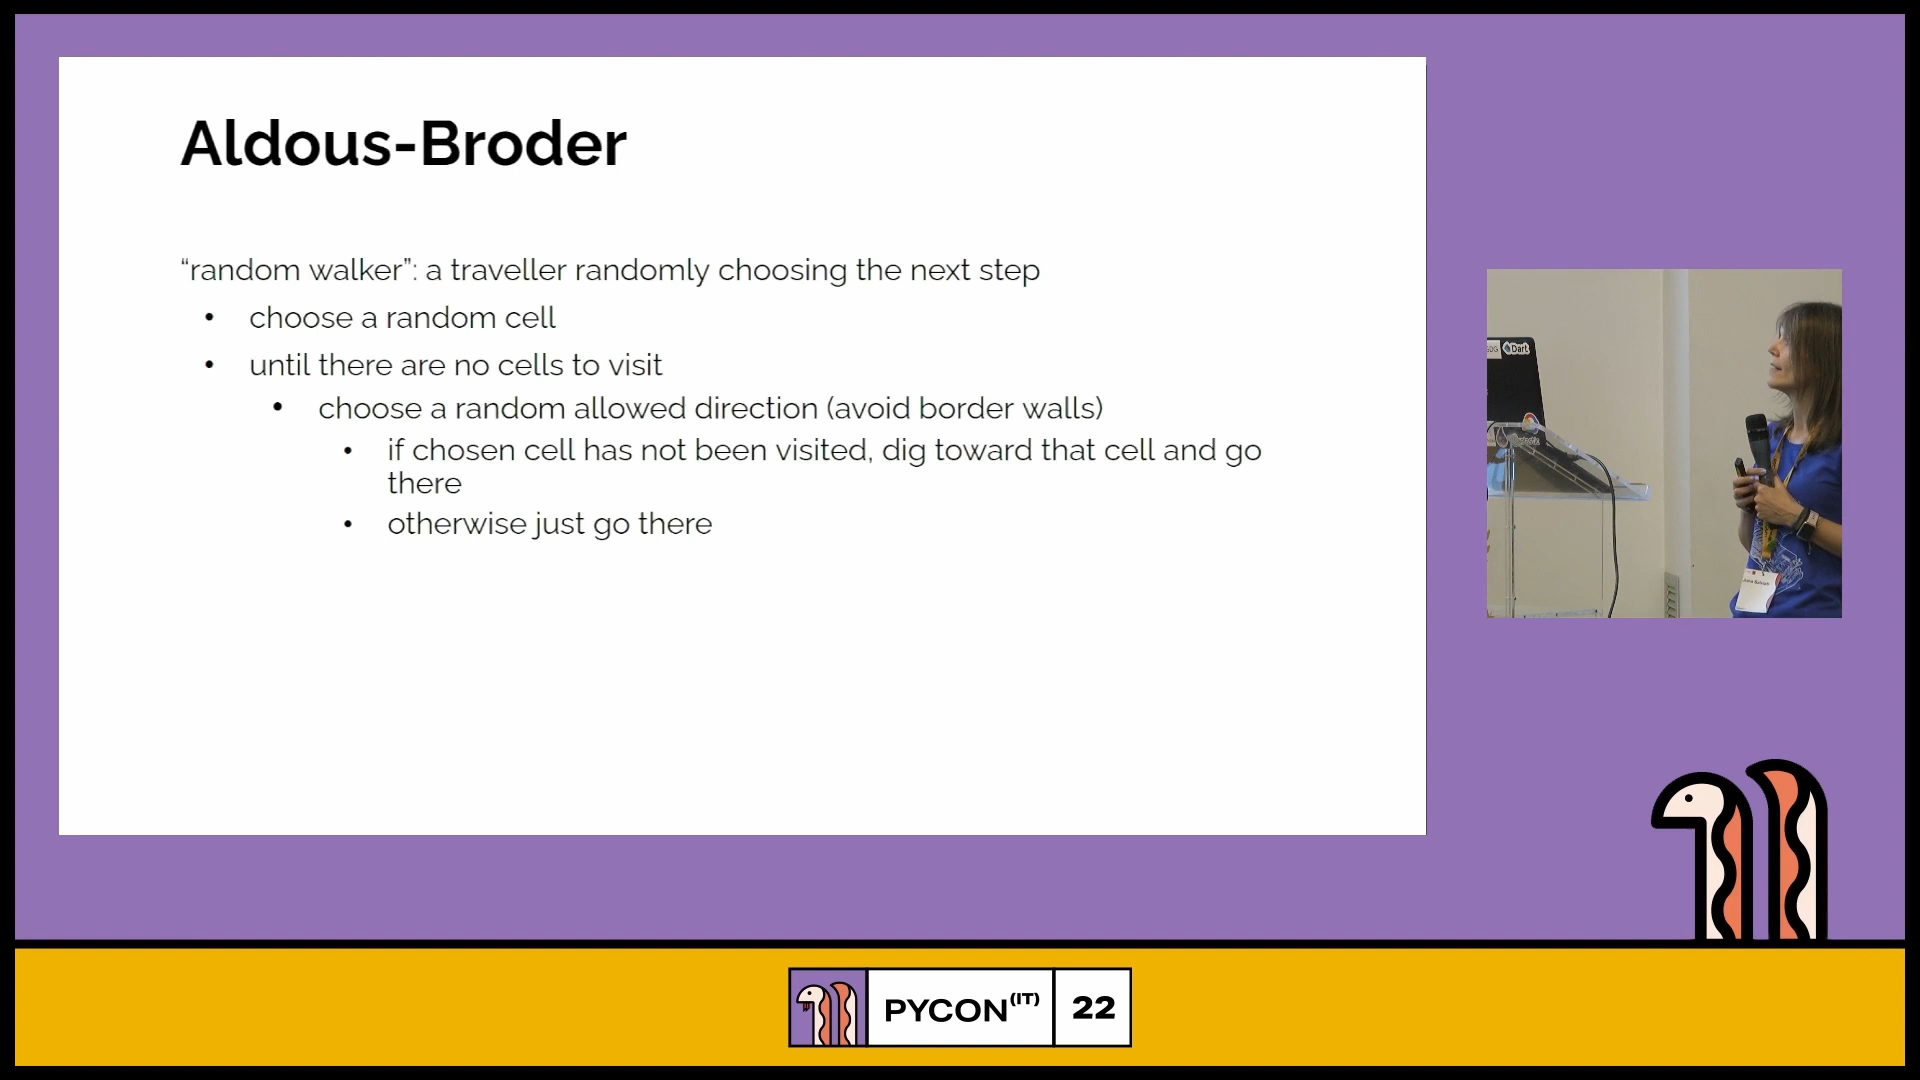 Aldous-Broder
“random walker”: a traveller randomly choosing the next step
• choose a random cell
• until there are no cells to visit
• choose a random allowed direction (avoid border walls)
• if chosen cell has not been visited, dig toward that cell and go
there
• otherwise just go there
Dart
PYCON(IT) 22